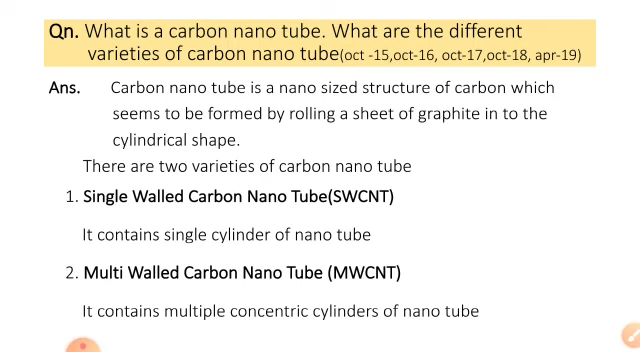 Qn. What is a carbon nano tube. What are the different
varieties of carbon nano tube(oct -15,oct-16, oct-17,oct-18, apr-19)
Ans. Carbon nano tube is a nano sized structure of carbon which
seems to be formed by rolling a sheet of graphite in to the
cylindrical shape.
There are two varieties of carbon nano tube
1. Single Walled Carbon Nano Tube(SWCNT)
It contains single cylinder of nano tube
2. Multi Walled Carbon Nano Tube (MWCNT)
It contains multiple concentric cylinders of nano tube